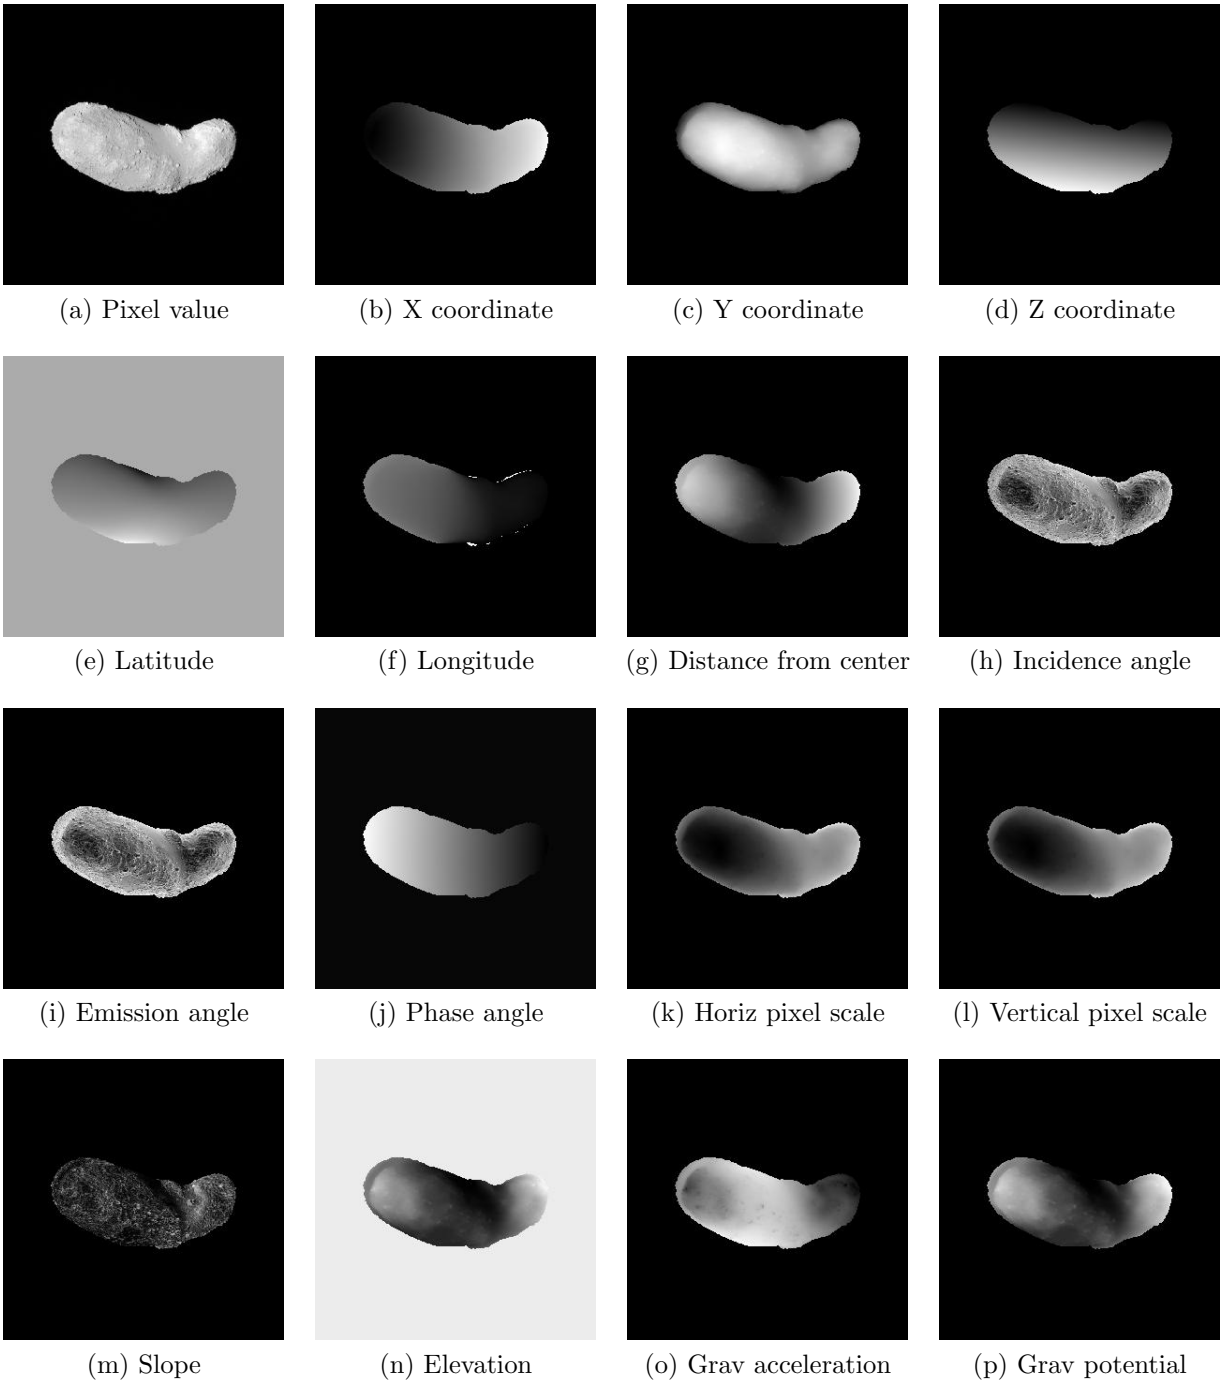 (a) Pixel value
(b) X coordinate
(c) Y coordinate
(d) Z coordinate
(e) Latitude
(f) Longitude
(g) Distance from center
(h) Incidence angle
(i) Emission angle
(j) Phase angle
(k) Horiz pixel scale
(l) Vertical pixel scale
(m) Slope
(n) Elevation
(o) Grav acceleration
(p) Grav potential